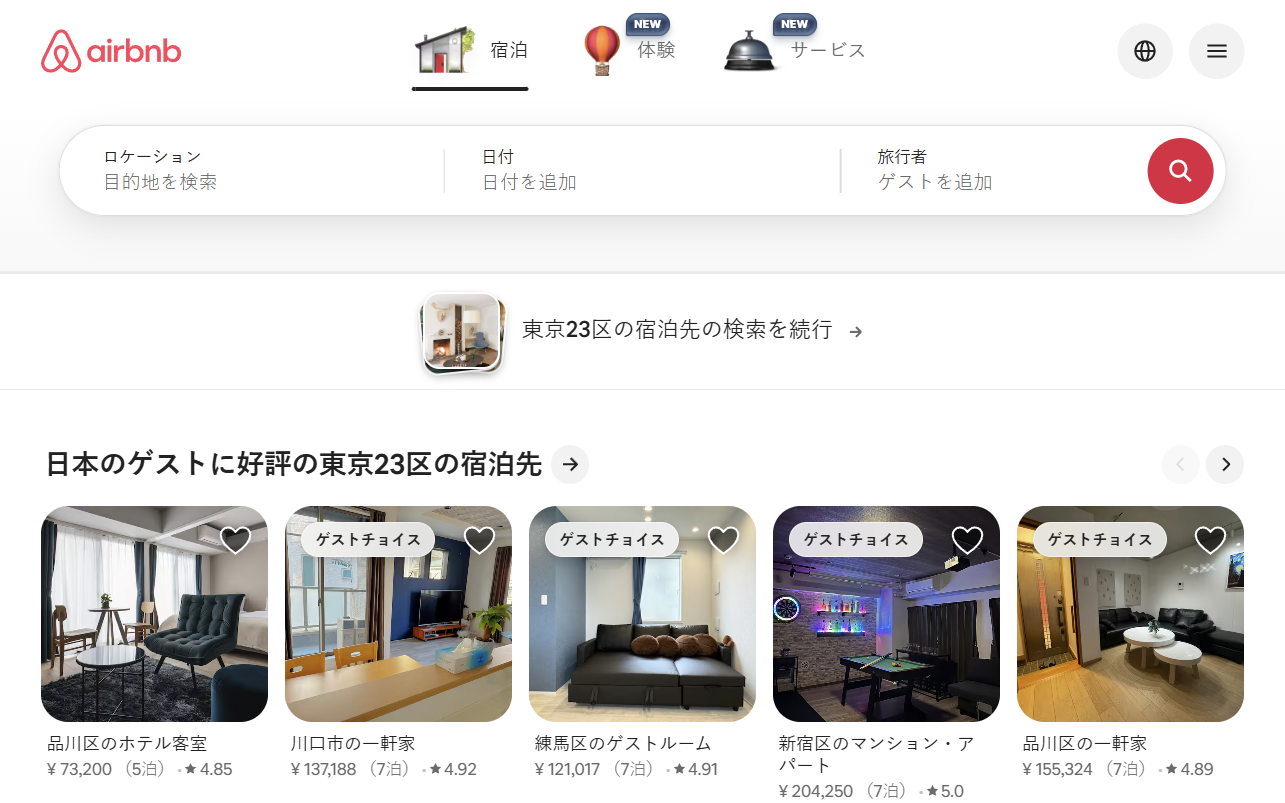 airbnb
宿泊
NEW
体験
NEW
サービス
ロケーション
目的地を検索
日付
日付を追加
旅行者
ゲストを追加
東京23区の宿泊先の検索を続行 →
日本のゲストに好評の東京23区の宿泊先
ゲストチョイス
ゲストチョイス
ゲストチョイス
ゲストチョイス
品川区のホテル客室
¥ 73,200 （5泊） · ★ 4.85
川口市の一軒家
¥ 137,188 （7泊） · ★ 4.92
練馬区のゲストルーム
¥ 121,017 （7泊） · ★ 4.91
新宿区のマンション・ア
パート
¥ 204,250 （7泊） · ★ 5.0
品川区の一軒家
¥ 155,324 （7泊） · ★ 4.89